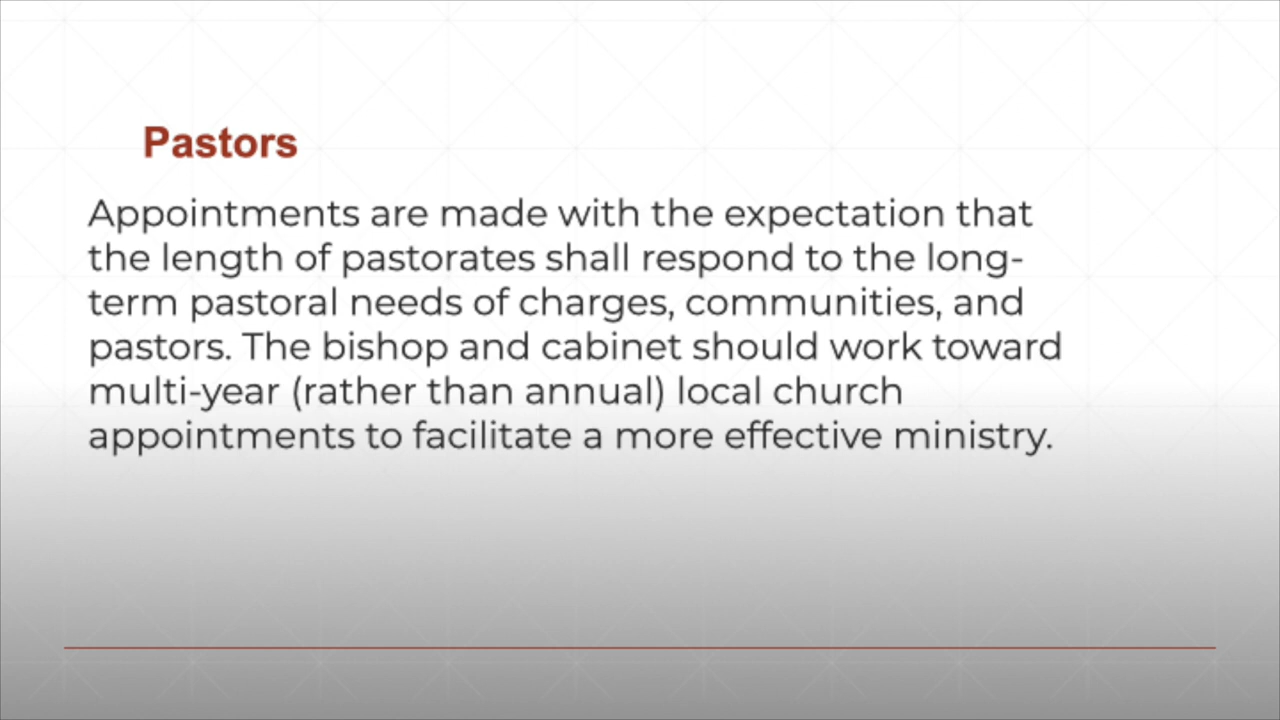 Pastors
Appointments are made with the expectation that
the length of pastorates shall respond to the long-
term pastoral needs of charges, communities, and
pastors. The bishop and cabinet should work toward
multi-year (rather than annual) local church
appointments to facilitate a more effective ministry.